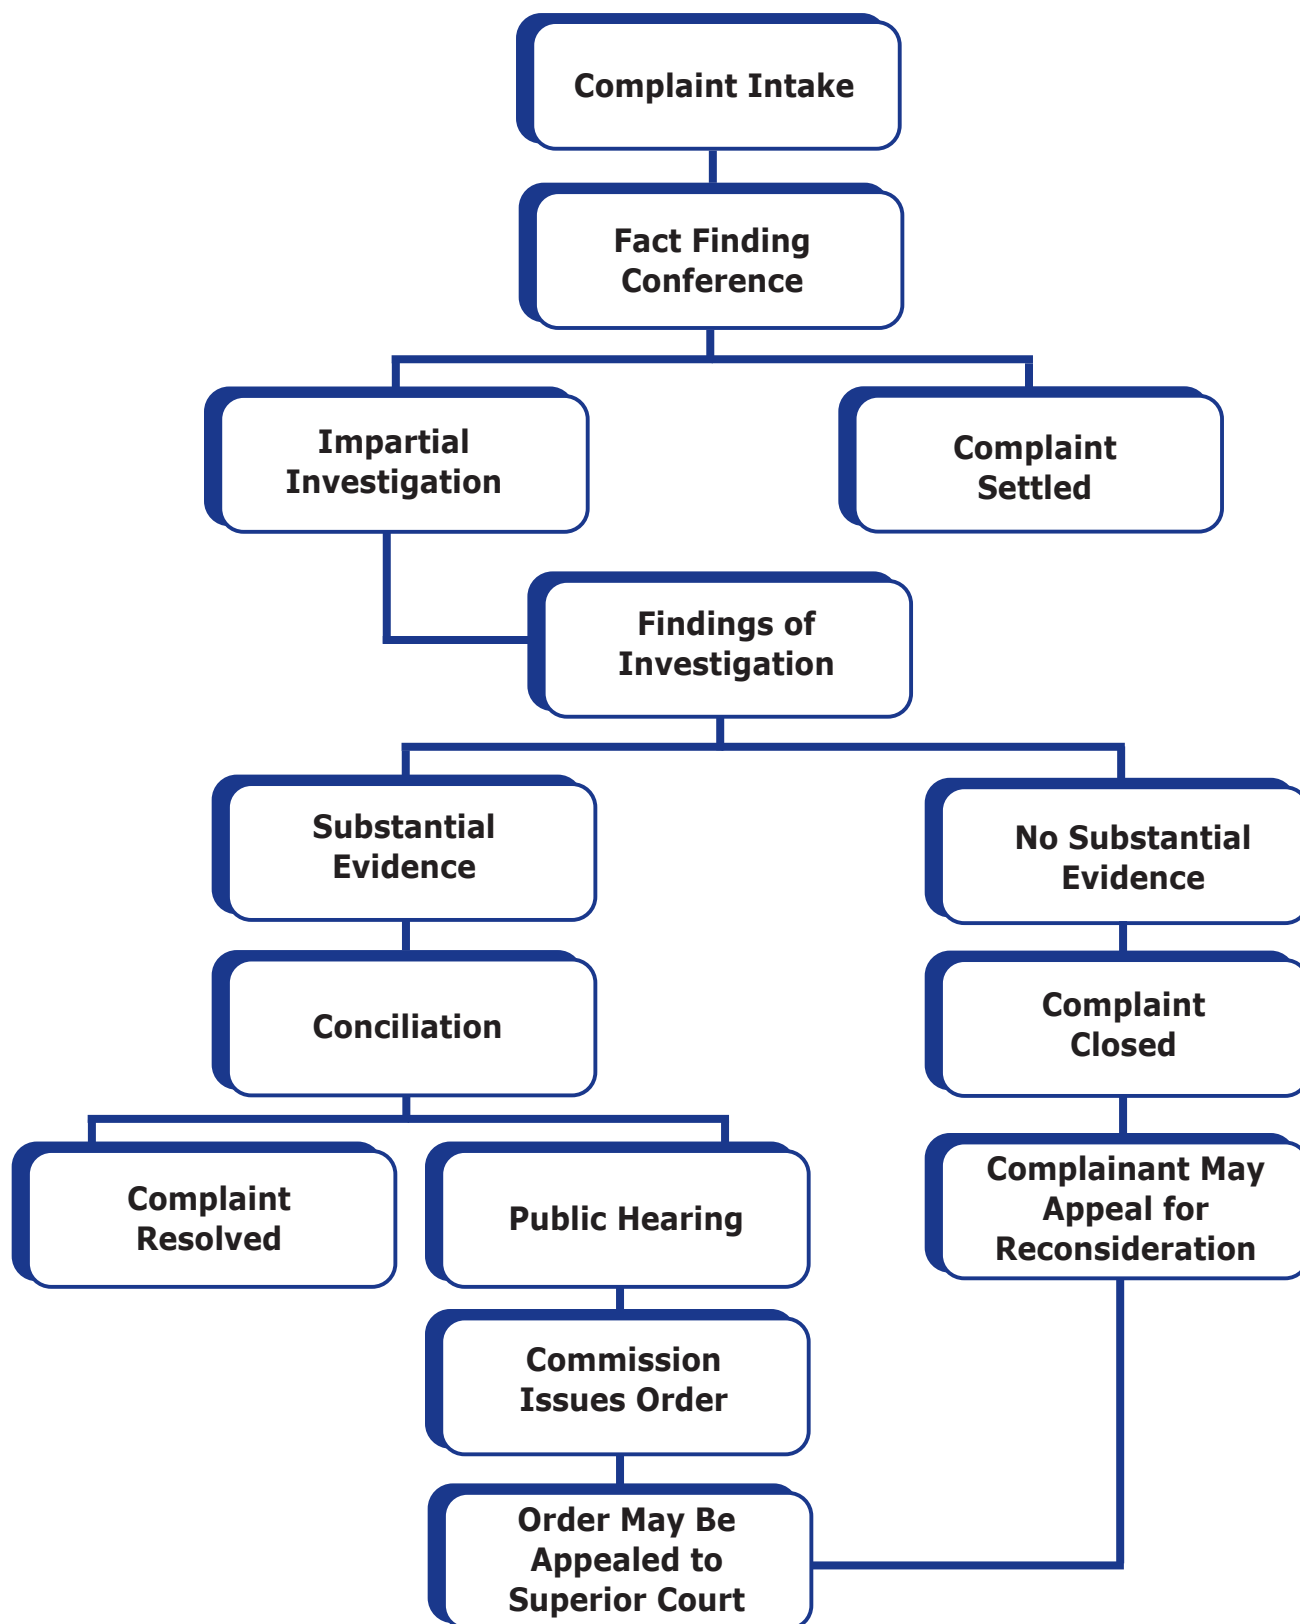 Complaint Intake
Fact Finding
Conference
Impartial
Investigation
Complaint
Settled
Findings of
Investigation
Substantial
Evidence
No Substantial
Evidence
Conciliation
Complaint
Closed
Complaint
Resolved
Public Hearing
Complainant May
Appeal for
Reconsideration
Commission
Issues Order
Order May Be
Appealed to
Superior Court